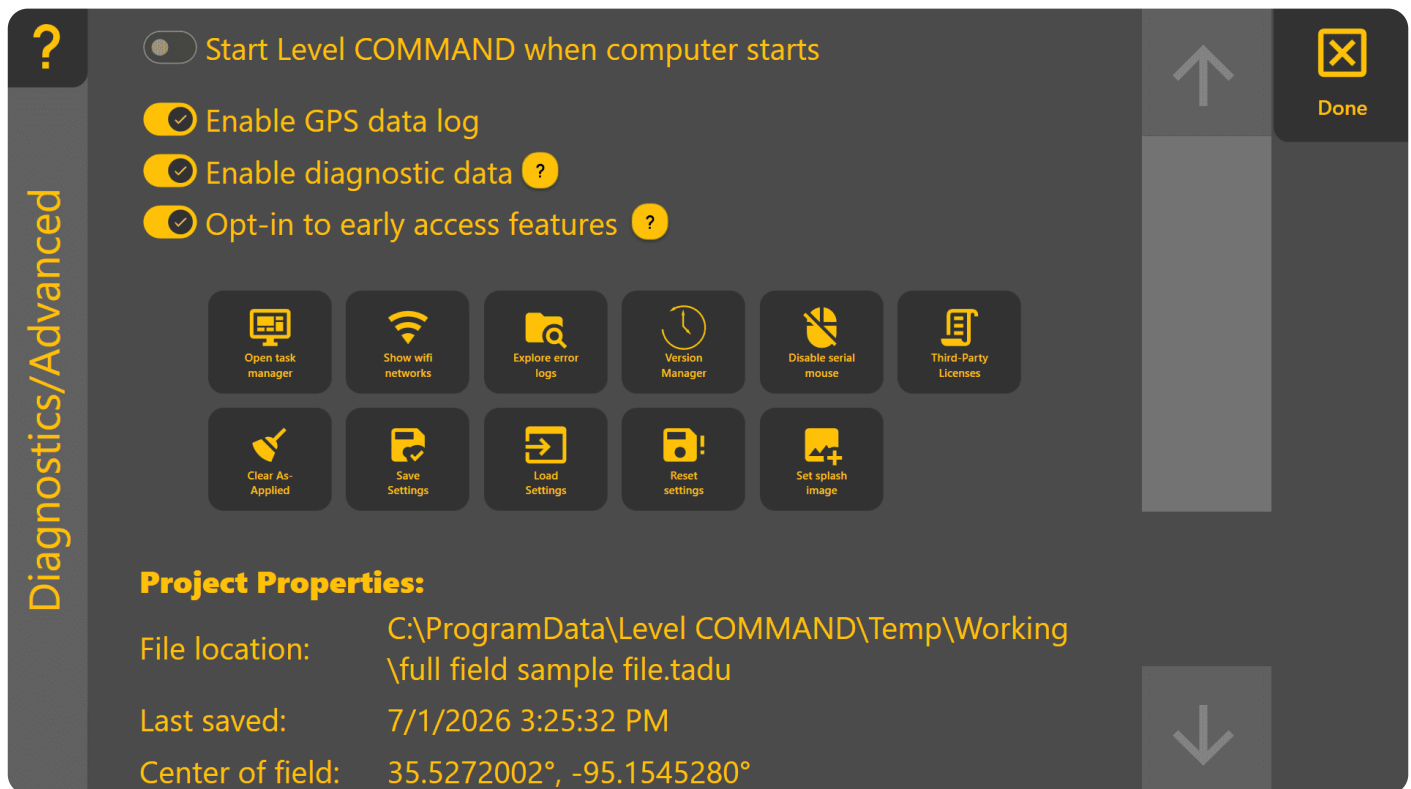 ?
Start Level COMMAND when computer starts
Done
Enable GPS data log
Enable diagnostic data ?
Opt-in to early access features ?
Diagnostics/Advanced
Open task
manager
Show wifi
networks
Explore error
logs
Version
Manager
Disable serial
mouse
Third-Party
Licenses
Clear As-
Applied
Save
Settings
Load
Settings
Reset
settings
Set splash
image
Project Properties:
File location:
C:\ProgramData\Level COMMAND\Temp\Working
\full field sample file.tadu
Last saved: 7/1/2026 3:25:32 PM
Center of field: 35.5272002°, -95.1545280°